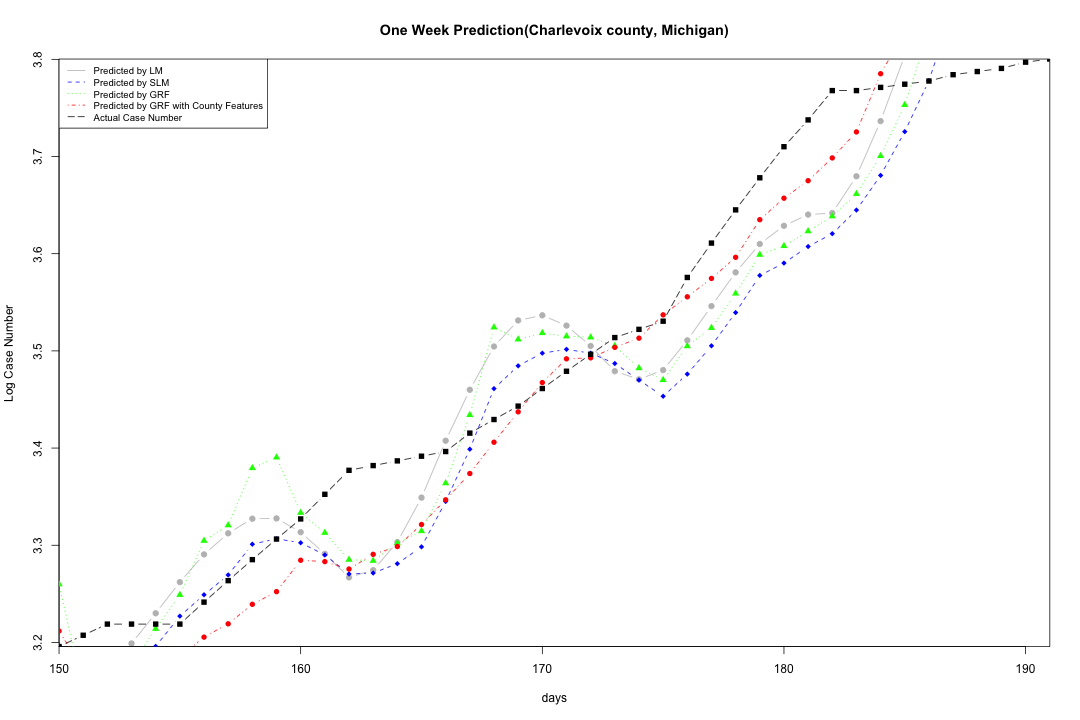 One Week Prediction(Charlevoix county, Michigan)
Predicted by LM
Predicted by SLM
Predicted by GRF
Predicted by GRF with County Features
Actual Case Number
3.8
3.7
3.6
3.5
3.4
3.3
3.2
Log Case Number
150 160 170 180 190
days